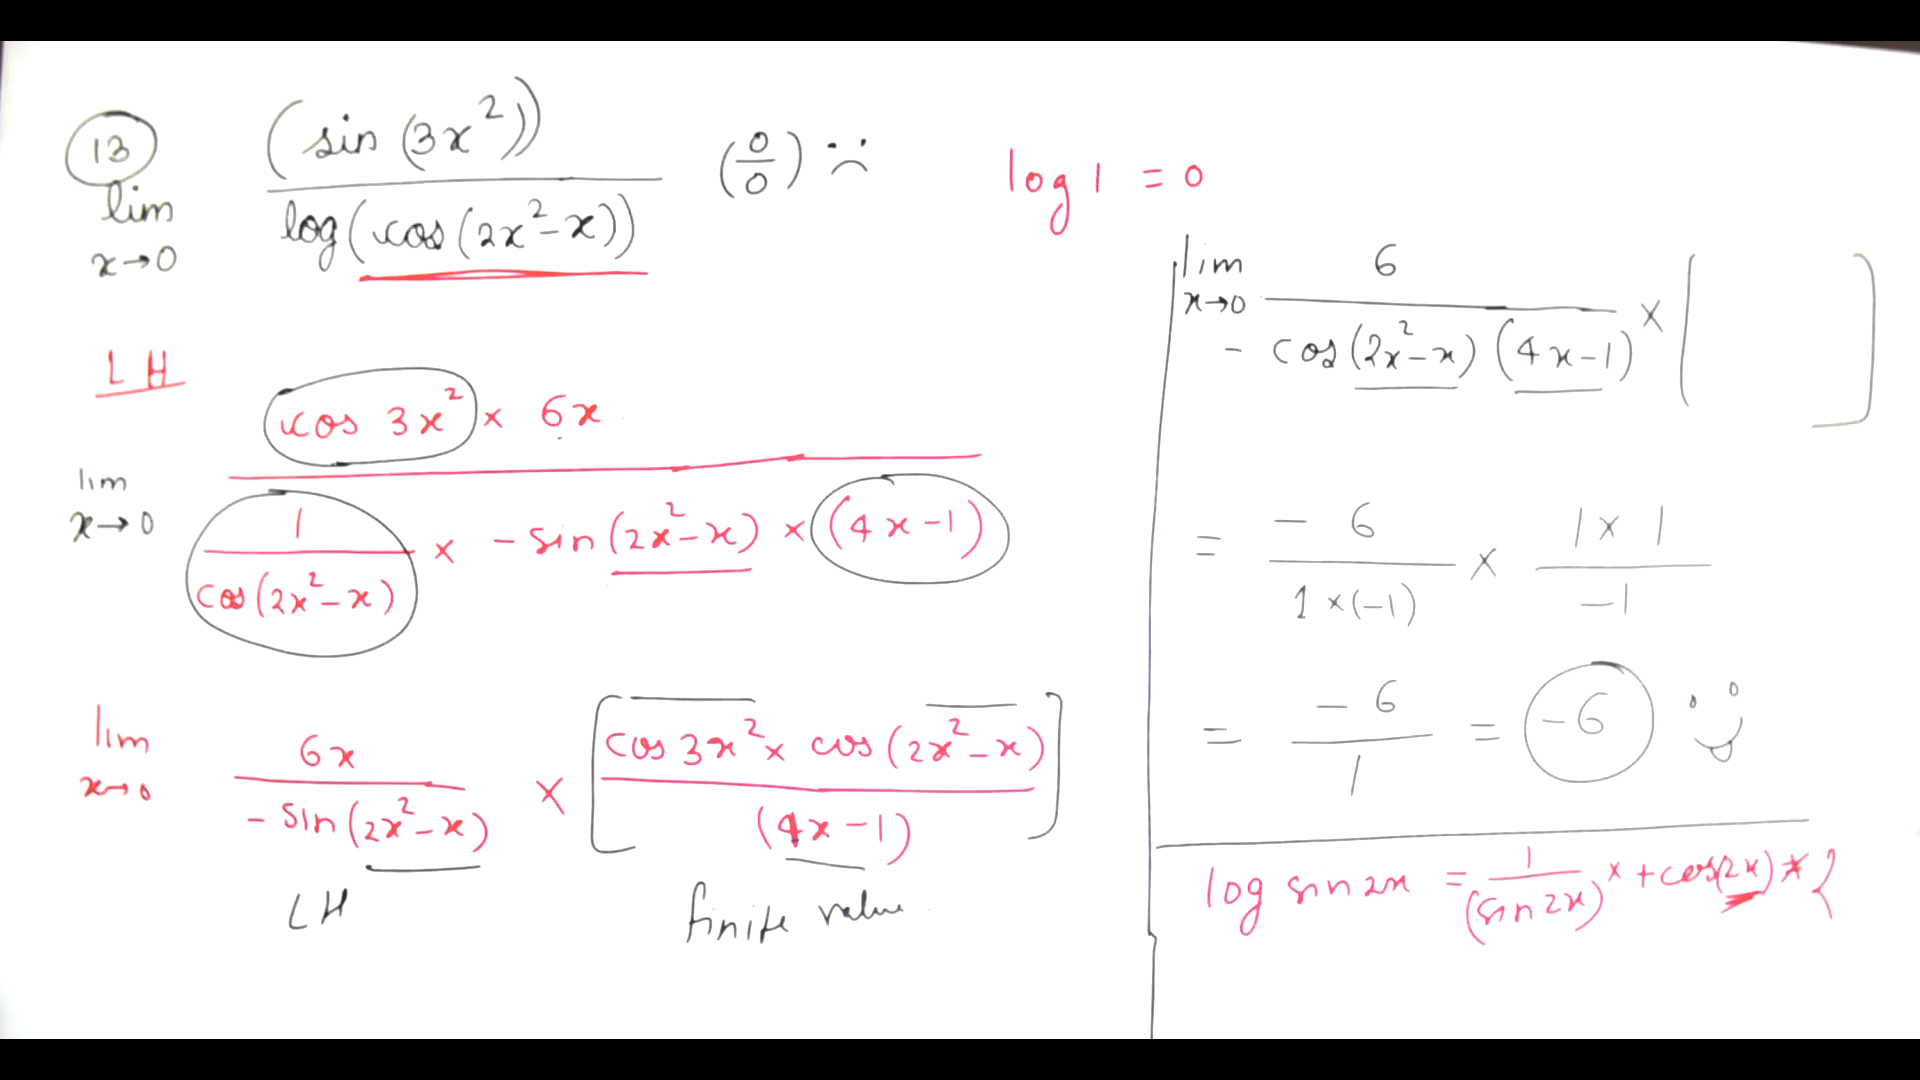 13
lim x→0 (sin (3x²)) / log(cos(2x²-x)) (0/0)
log 1 = 0
LH
lim x→0 cos 3x² × 6x / 1/cos(2x²-x) × -sin(2x²-x) × (4x-1)
lim x→0 6x / -sin(2x²-x) × [cos 3x² × cos(2x²-x) / (4x-1)]
LH
finite value
lim x→0 6 / -cos(2x²-x) (4x-1) × [ ]
= -6 / 1×(-1) × 1×1 / -1
= -6 / 1 = -6
log sin 2x = 1/(sin 2x) × + cos(2x) * 2